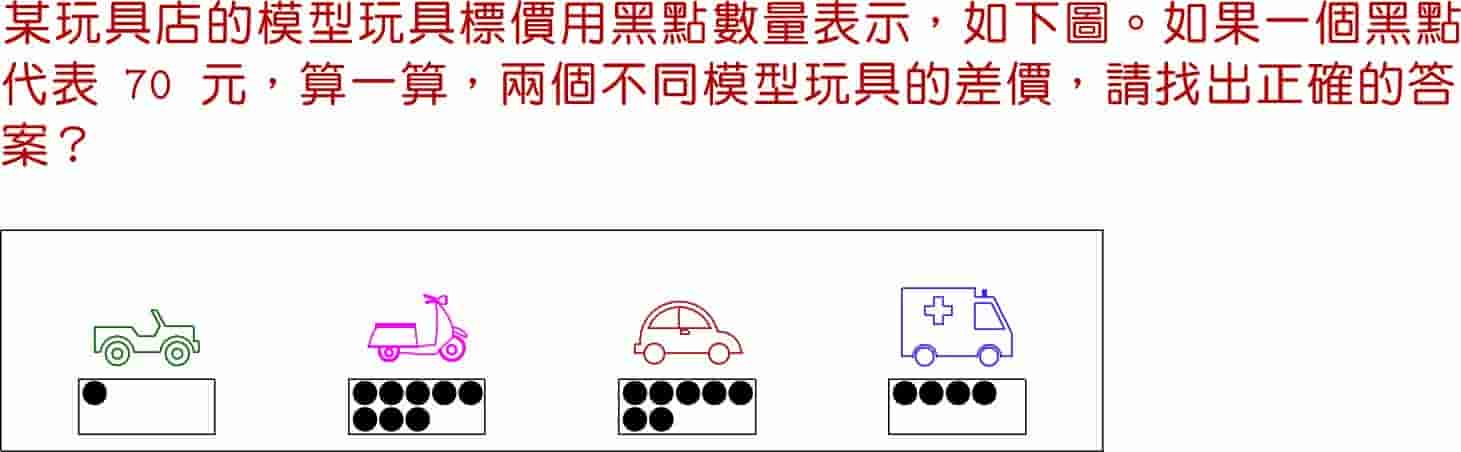 某玩具店的模型玩具標價用黑點數量表示，如下圖。如果一個黑點
代表 70 元，算一算，兩個不同模型玩具的差價，請找出正確的答
案？